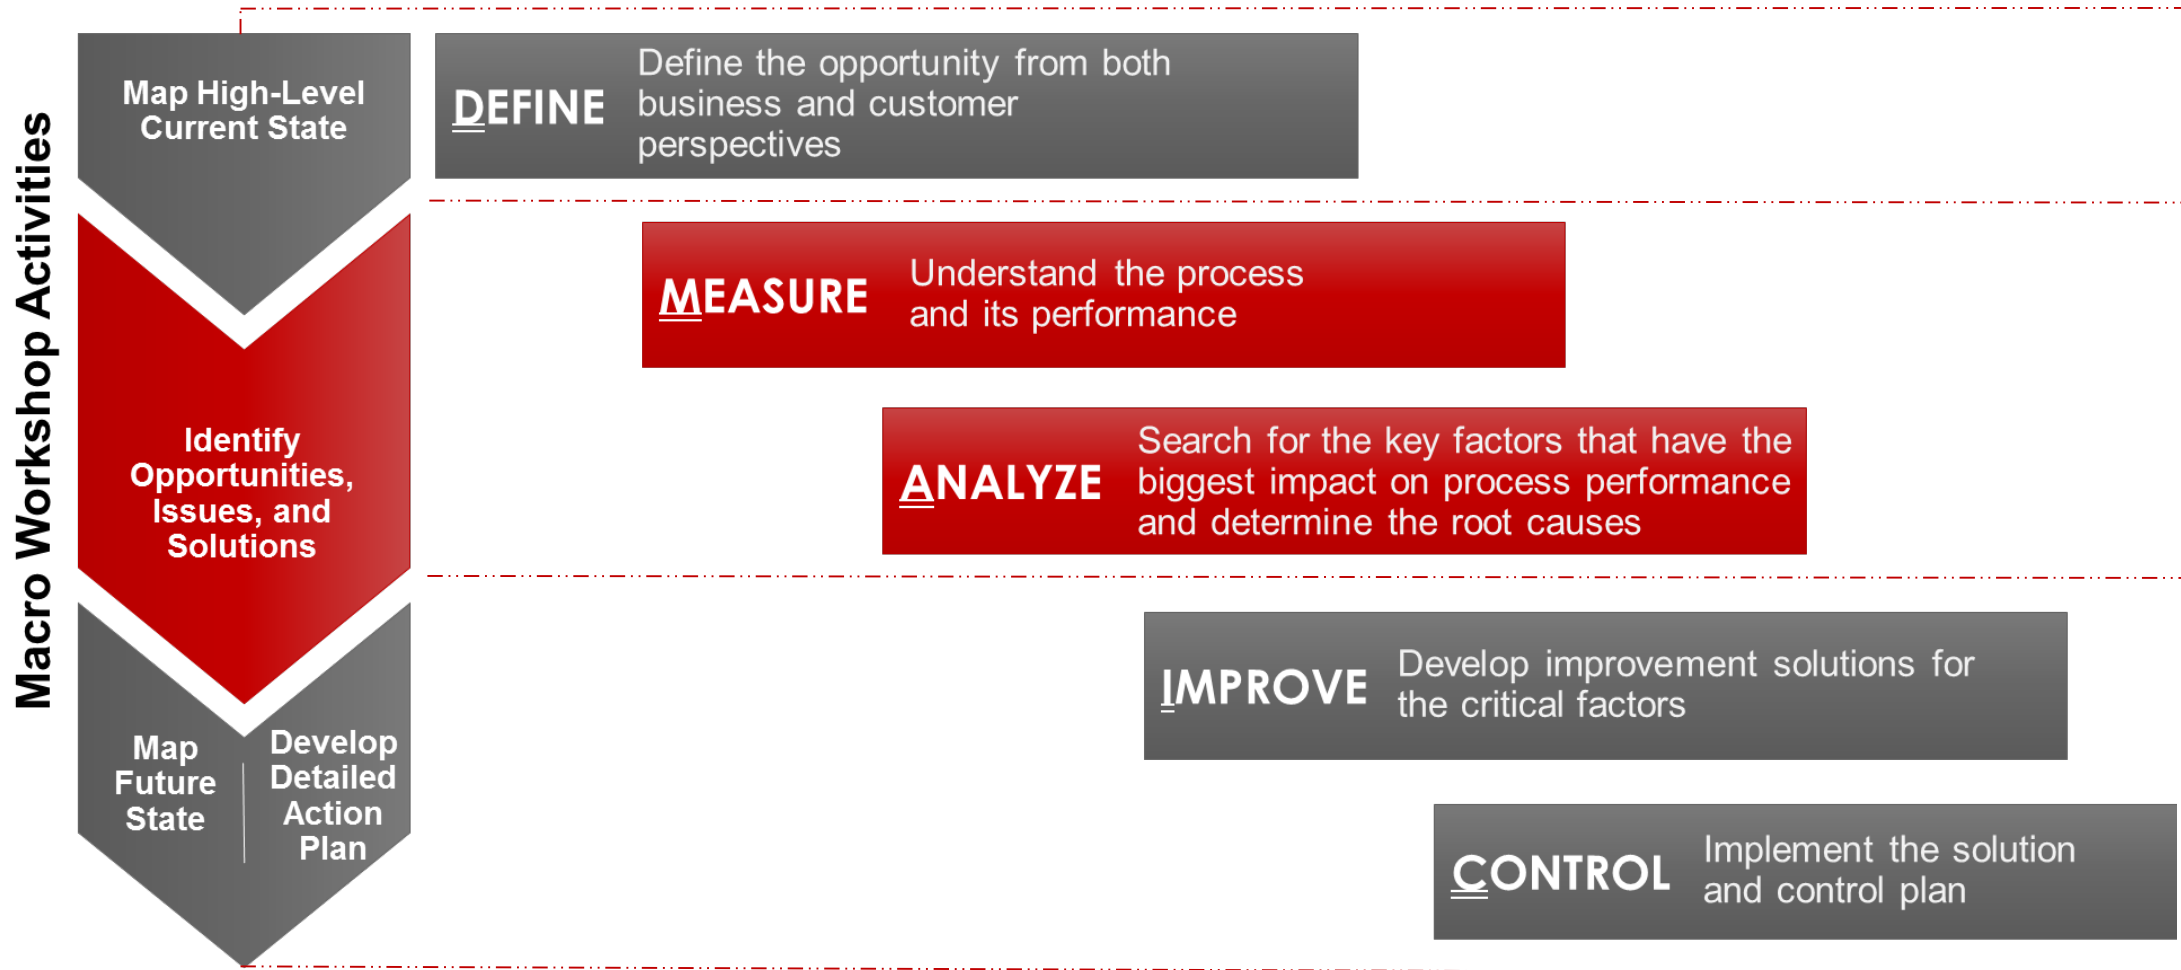 Macro Workshop Activities
Map High-Level
Current State
DEFINE
Define the opportunity from both
business and customer
perspectives
Identify
Opportunities,
Issues, and
Solutions
MEASURE
Understand the process
and its performance
ANALYZE
Search for the key factors that have the
biggest impact on process performance
and determine the root causes
Map
Future
State
Develop
Detailed
Action
Plan
IMPROVE
Develop improvement solutions for
the critical factors
CONTROL
Implement the solution
and control plan